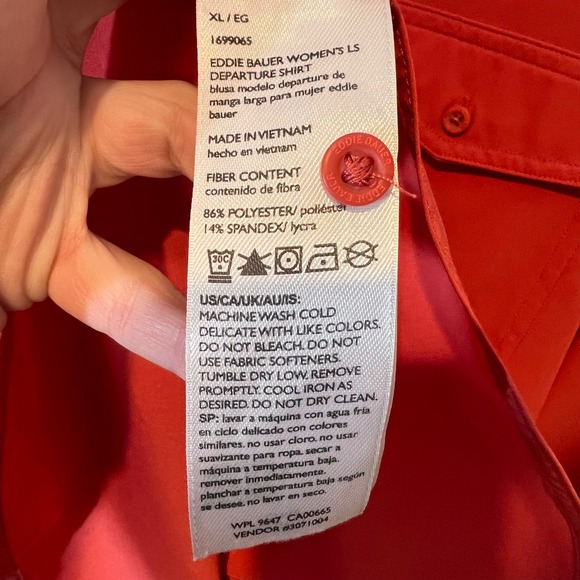 XL / EG
1699065
EDDIE BAUER WOMEN'S LS
DEPARTURE SHIRT
blusa modelo departure de
manga larga para mujer eddie
bauer
MADE IN VIETNAM
hecho en vietnam
FIBER CONTENT
contenido de fibra
EDDIE BAUER
EDDIE BAUER
86% POLYESTER/ poliéster
14% SPANDEX/ lycra
30C
US/CA/UK/AU/IS:
MACHINE WASH COLD
DELICATE WITH LIKE COLORS.
DO NOT BLEACH. DO NOT
USE FABRIC SOFTENERS.
TUMBLE DRY LOW. REMOVE
PROMPTLY. COOL IRON AS
DESIRED. DO NOT DRY CLEAN.
SP: lavar a máquina con agua fría
en ciclo delicado con colores
similares. no usar cloro. no usar
suavizante para ropa. secar a
máquina a temperatura baja.
remover inmediatamente.
planchar a temperatura baja según
se desee. no lavar en seco.
WPL 9647 CA00665
VENDOR #3071004